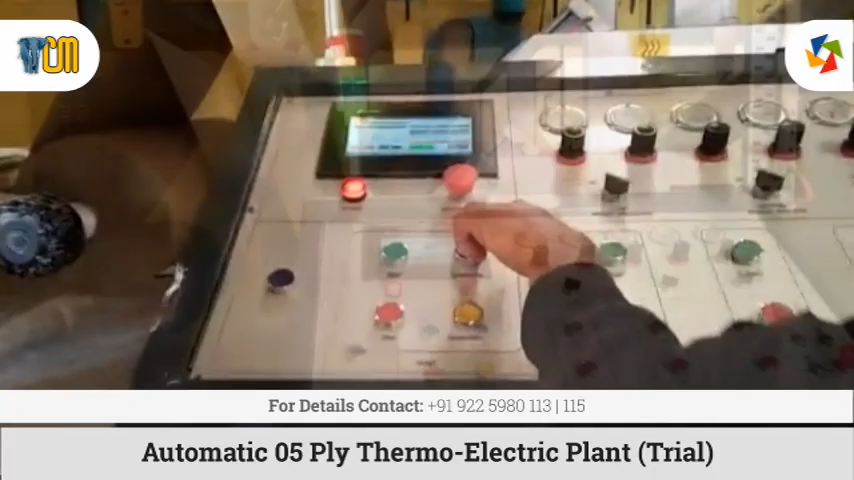 WCM
For Details Contact: +91 922 5980 113 | 115
Automatic 05 Ply Thermo-Electric Plant (Trial)